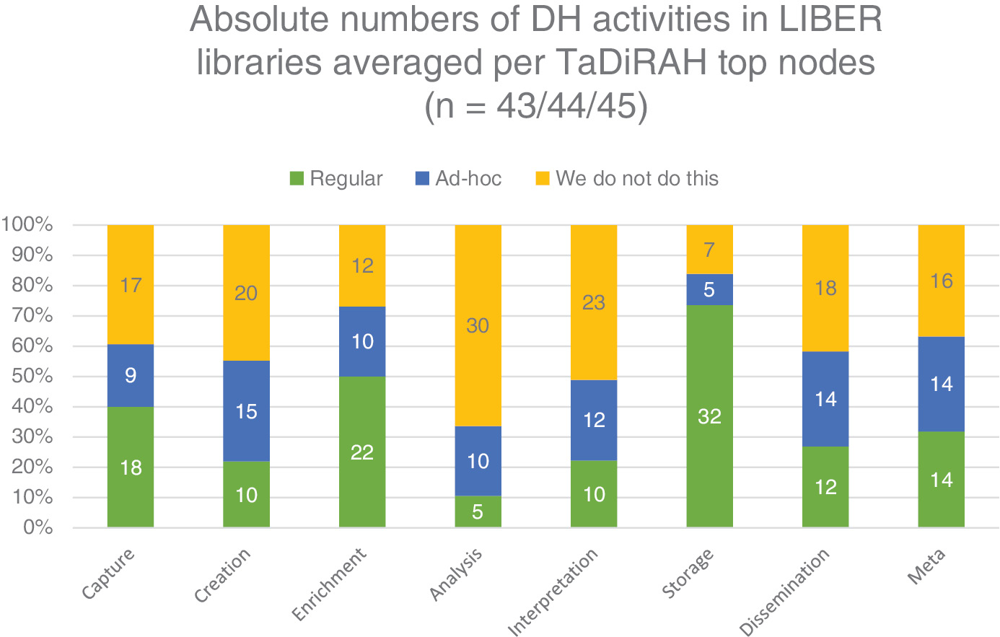 Absolute numbers of DH activities in LIBER
libraries averaged per TaDiRAH top nodes
(n = 43/44/45)
Regular Ad-hoc We do not do this
100%
90%
80%
70%
60%
50%
40%
30%
20%
10%
0%
17
9
18
20
15
10
12
10
22
30
10
5
23
12
10
7
5
32
18
14
12
16
14
14
Capture
Creation
Enrichment
Analysis
Interpretation
Storage
Dissemination
Meta